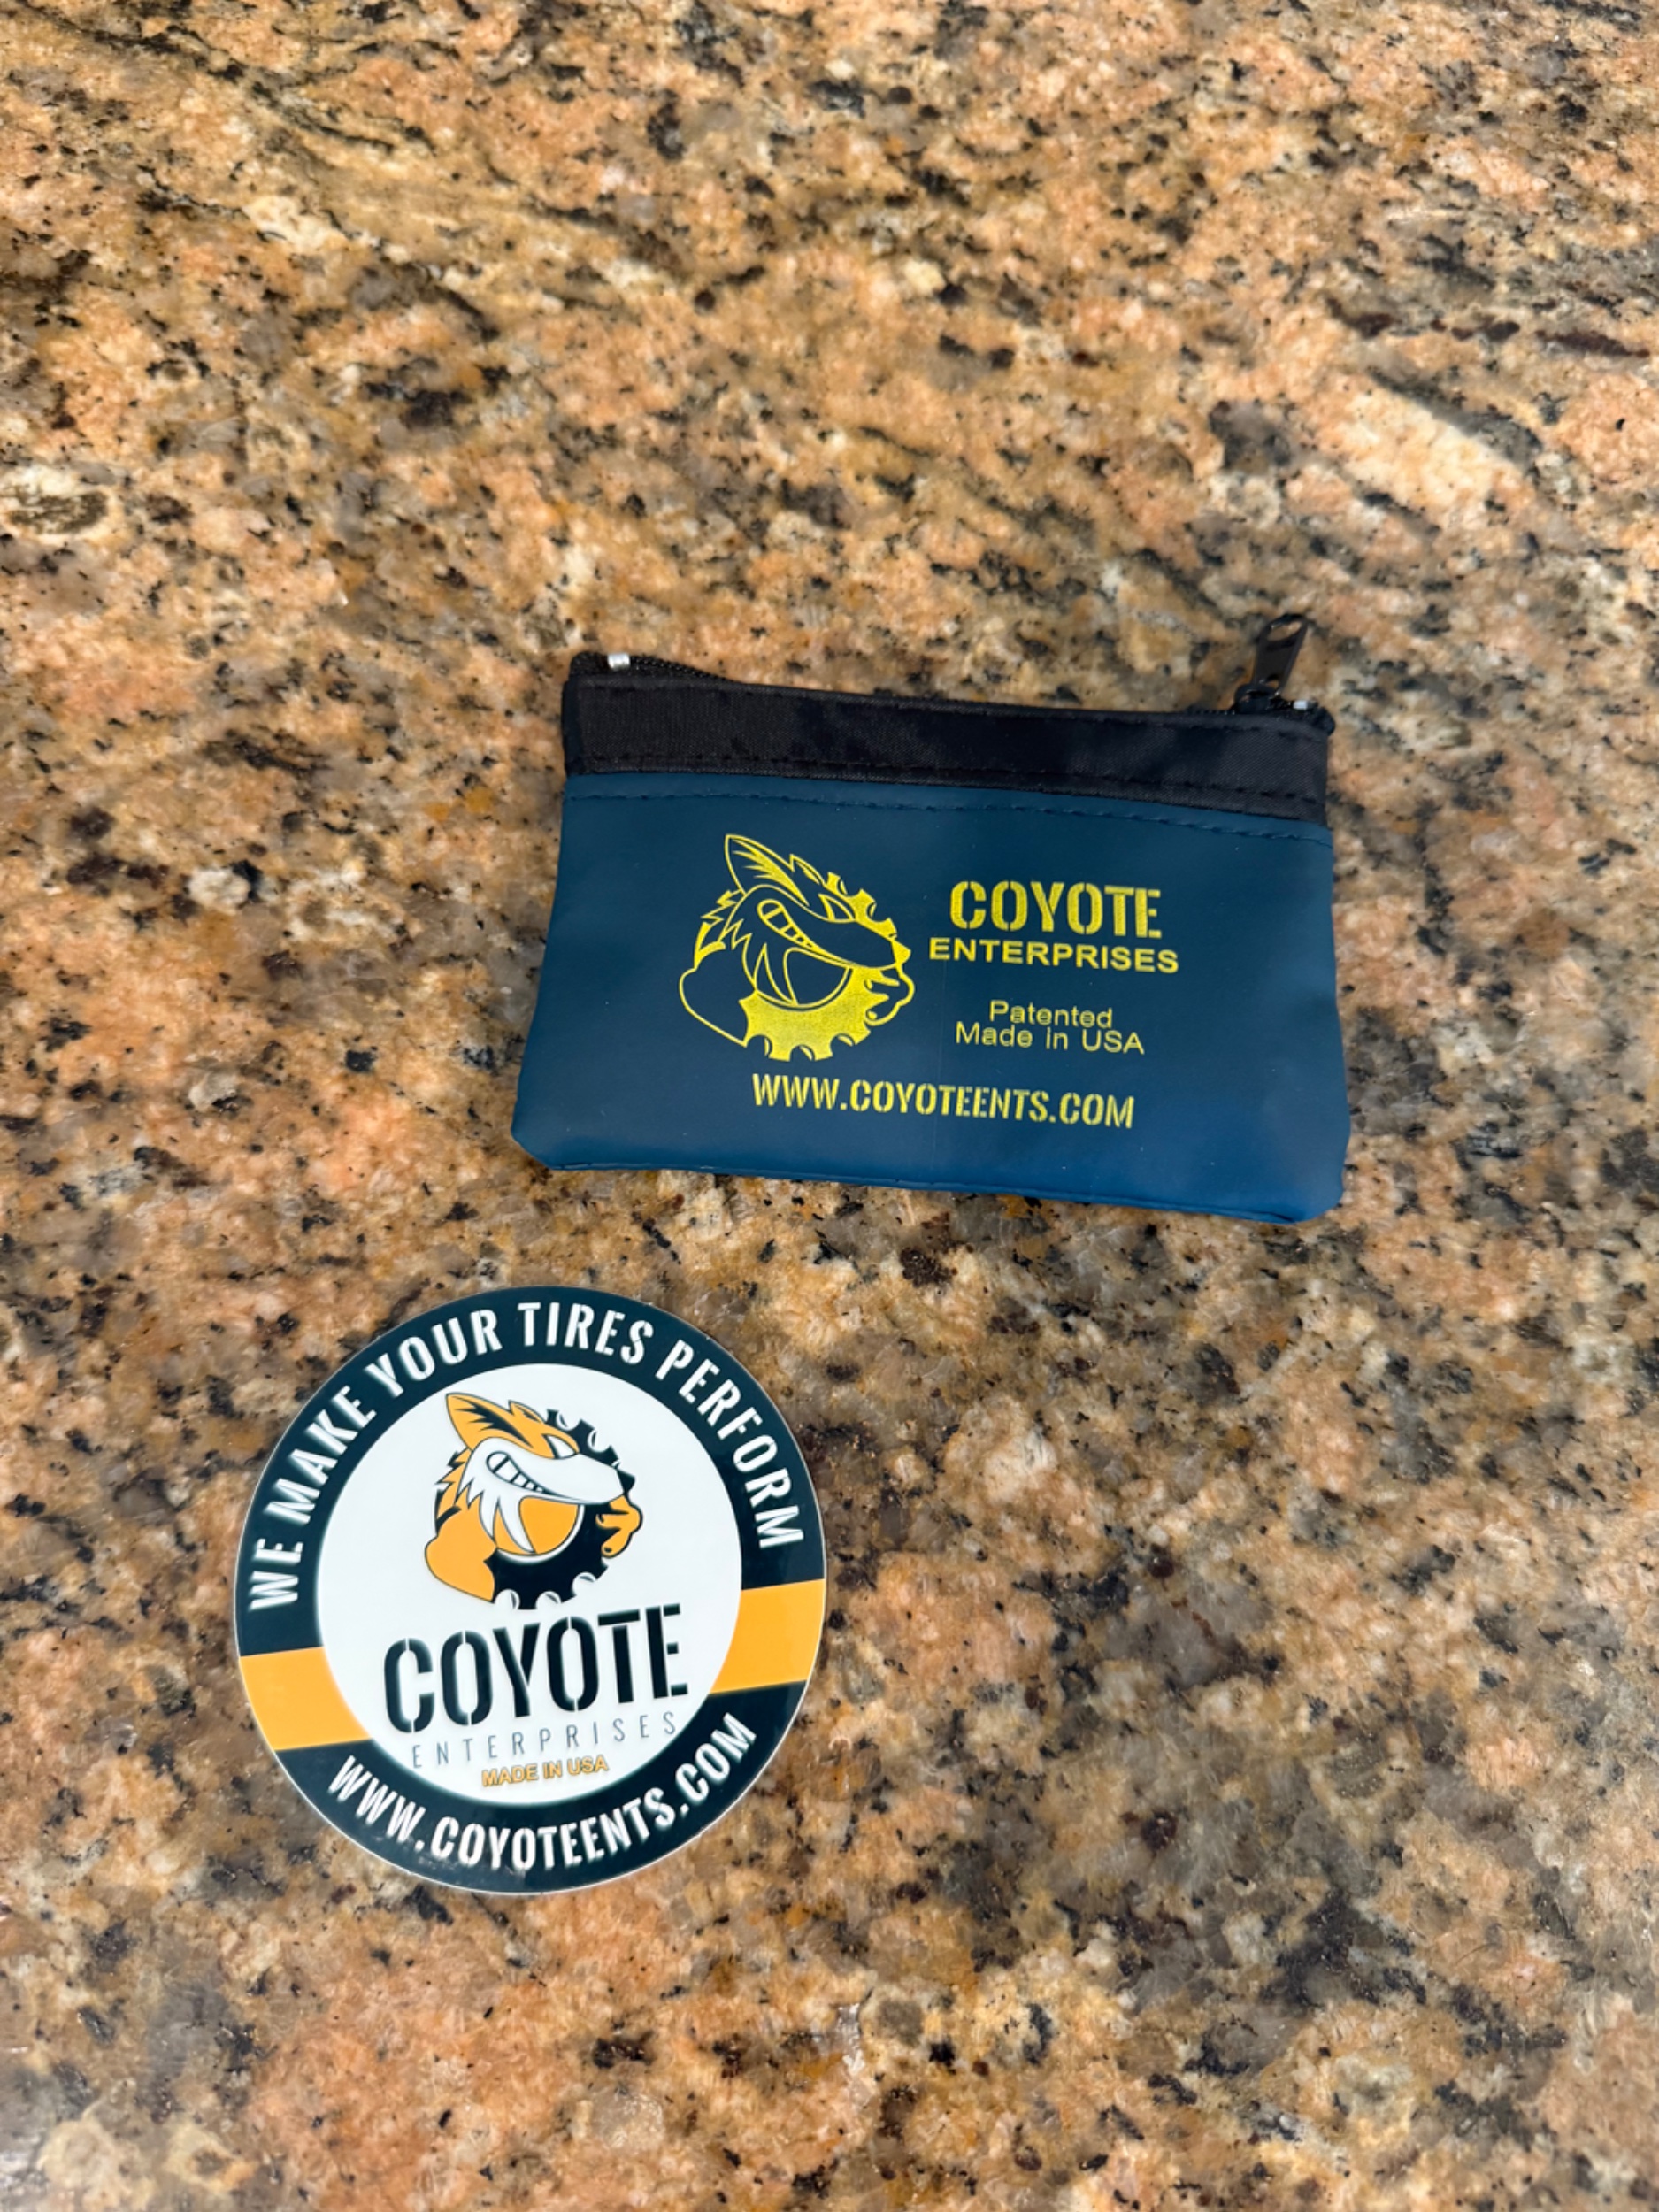 COYOTE
ENTERPRISES
Patented
Made in USA
WWW.COYOTEENTS.COM
WE MAKE YOUR TIRES PERFORM
COYOTE
ENTERPRISES
MADE IN USA
WWW.COYOTEENTS.COM